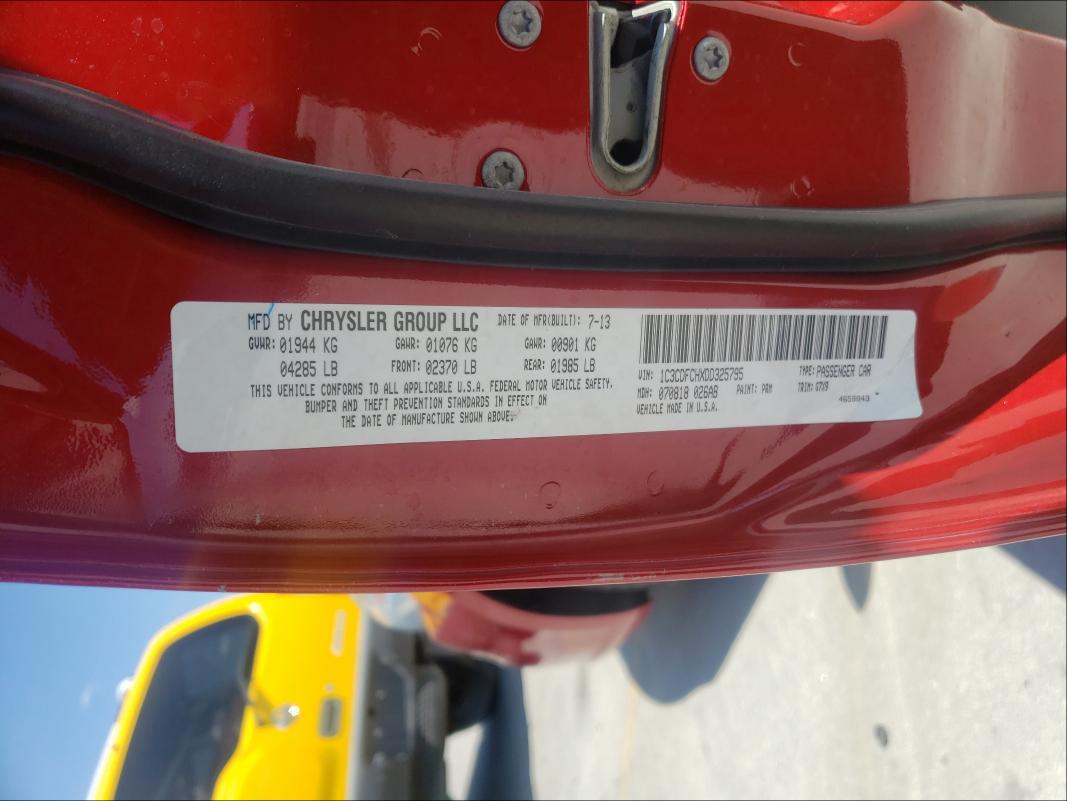 MFD BY CHRYSLER GROUP LLC DATE OF MFR(BUILT): 7-13
GVWR: 01944 KG GAWR: 01076 KG GAWR: 00901 KG
04285 LB FRONT: 02370 LB REAR: 01985 LB
THIS VEHICLE CONFORMS TO ALL APPLICABLE U.S.A. FEDERAL MOTOR VEHICLE SAFETY,
BUMPER AND THEFT PREVENTION STANDARDS IN EFFECT ON
THE DATE OF MANUFACTURE SHOWN ABOVE.
VIN: 1C3CDFCHXDD325795 TYPE: PASSENGER CAR
MDH: 070818 026AB PAINT: PRM TRIM: G7X9
VEHICLE MADE IN U.S.A. 4658843